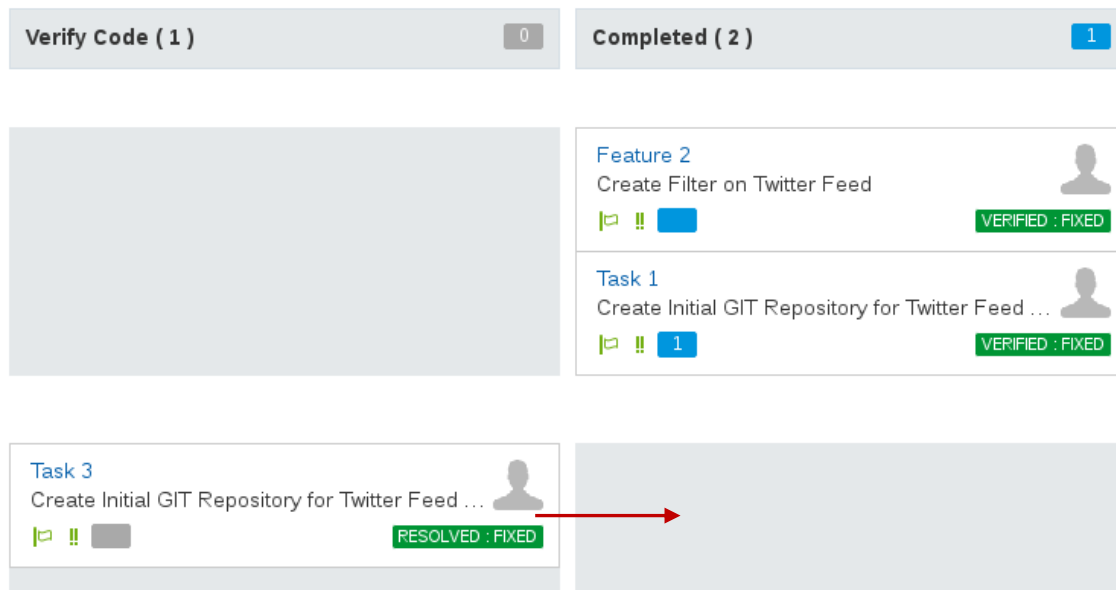 Verify Code ( 1 ) 0
Completed ( 2 ) 1
Feature 2
Create Filter on Twitter Feed
!! VERIFIED : FIXED
Task 1
Create Initial GIT Repository for Twitter Feed ...
!! 1 VERIFIED : FIXED
Task 3
Create Initial GIT Repository for Twitter Feed ...
!! RESOLVED : FIXED